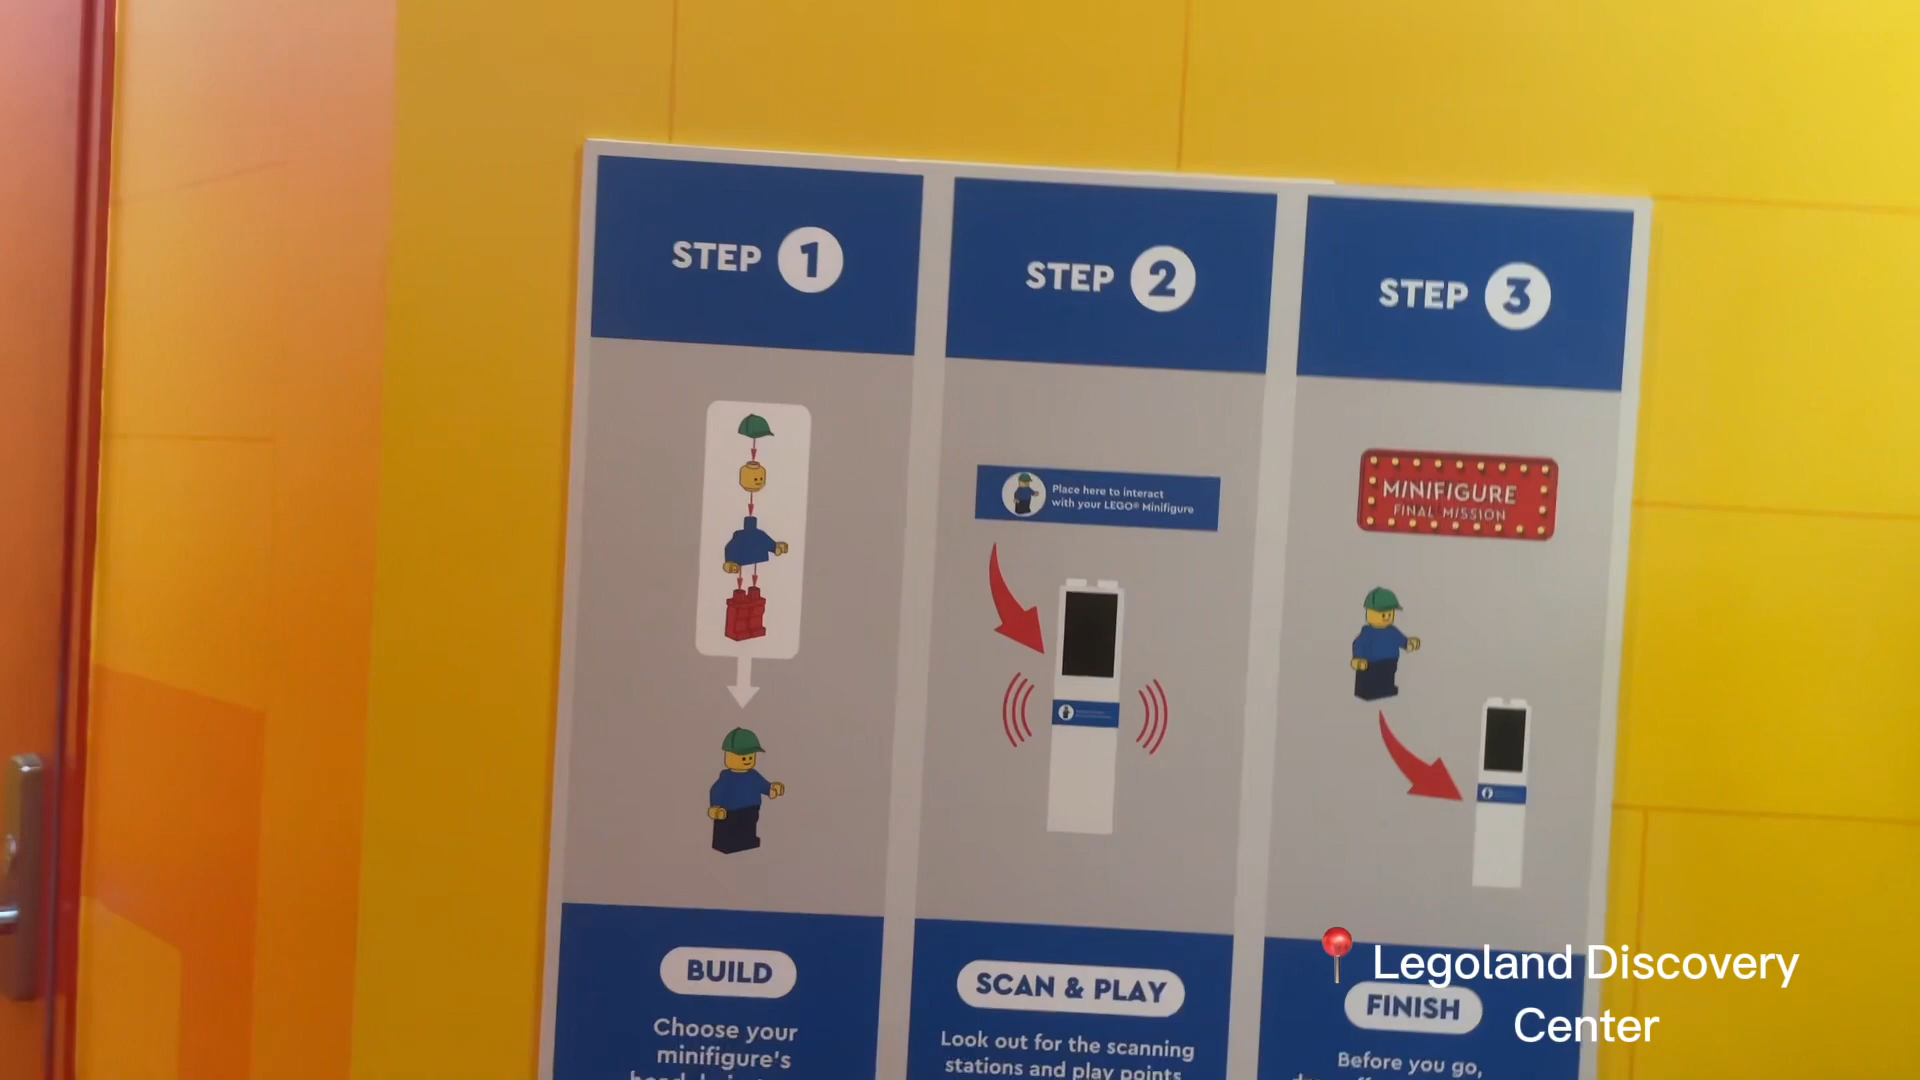 STEP 1
BUILD
Choose your
minifigure's
STEP 2
Place here to interact
with your LEGO® Minifigure
SCAN & PLAY
Look out for the scanning
stations and play points
STEP 3
MINIFIGURE
FINAL MISSION
FINISH
Before you go,
📍 Legoland Discovery
Center